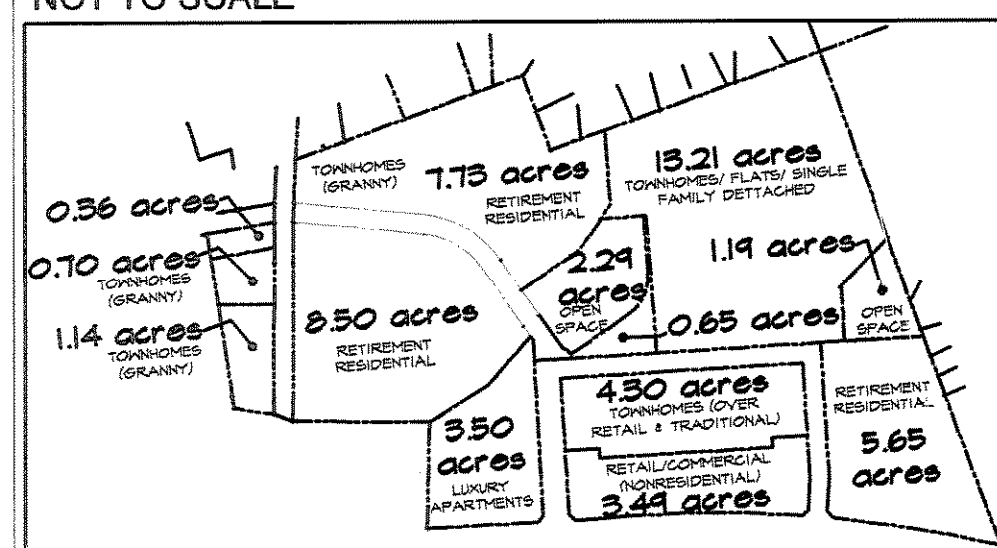 NOT TO SCALE
TOWNHOMES
(GRANNY)
7.73 acres
RETIREMENT
RESIDENTIAL
13.21 acres
TOWNHOMES/ FLATS/ SINGLE
FAMILY DETTACHED
0.36 acres
0.70 acres
TOWNHOMES
(GRANNY)
1.14 acres
TOWNHOMES
(GRANNY)
8.50 acres
RETIREMENT
RESIDENTIAL
2.29
acres
OPEN
SPACE
0.65 acres
1.19 acres
OPEN
SPACE
3.50
acres
LUXURY
APARTMENTS
4.30 acres
TOWNHOMES (OVER
RETAIL & TRADITIONAL)
RETAIL/COMMERCIAL
(NONRESIDENTIAL)
3.49 acres
RETIREMENT
RESIDENTIAL
5.65
acres